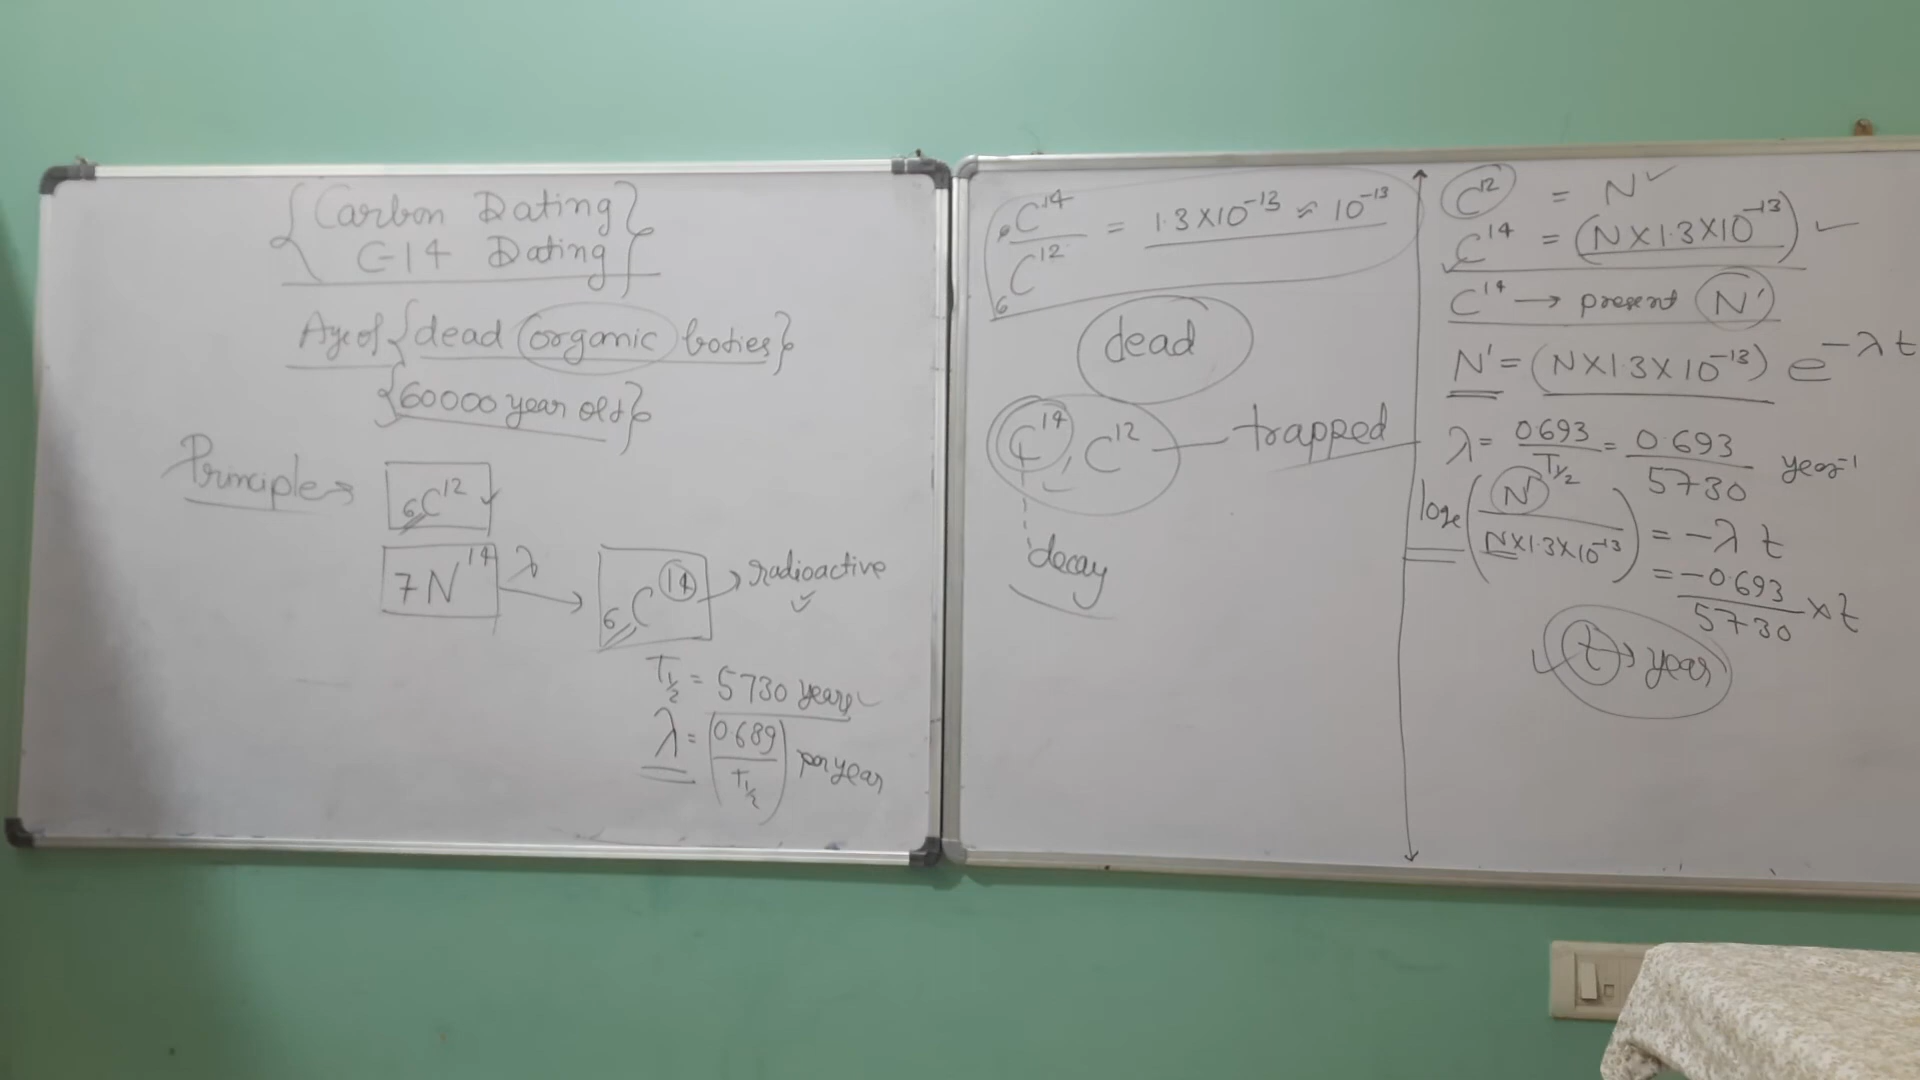 {Carbon Dating}
C-14 Dating
Age of {dead organic bodies}
{60000 year old}
Principle →
₆C¹²
₇N¹⁴ λ → ₆C¹⁴ → radioactive
T½ = 5730 years
λ = (0.689/T½) per year
₆C¹⁴/₆C¹² = 1.3×10⁻¹³ ≈ 10⁻¹³
dead
C¹⁴, C¹² — trapped
decay
C¹² = N
C¹⁴ = (N×1.3×10⁻¹³)
C¹⁴ → present N'
N' = (N×1.3×10⁻¹³) e^(-λt)
λ = 0.693/T½ = 0.693/5730 year⁻¹
logₑ(N'/(N×1.3×10⁻¹³)) = -λt
= -0.693/5730 × t
t → year